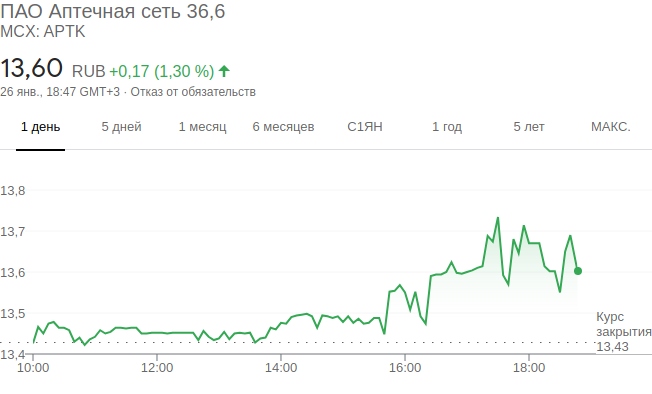 ПАО Аптечная сеть 36,6
MCX: APTK
13,60 RUB +0,17 (1,30 %)
26 янв., 18:47 GMT+3 · Отказ от обязательств
1 день 5 дней 1 месяц 6 месяцев С1ЯН 1 год 5 лет МАКС.
13,8
13,7
13,6
13,5
Курс
закрытия
13,43
13,4
10:00 12:00 14:00 16:00 18:00